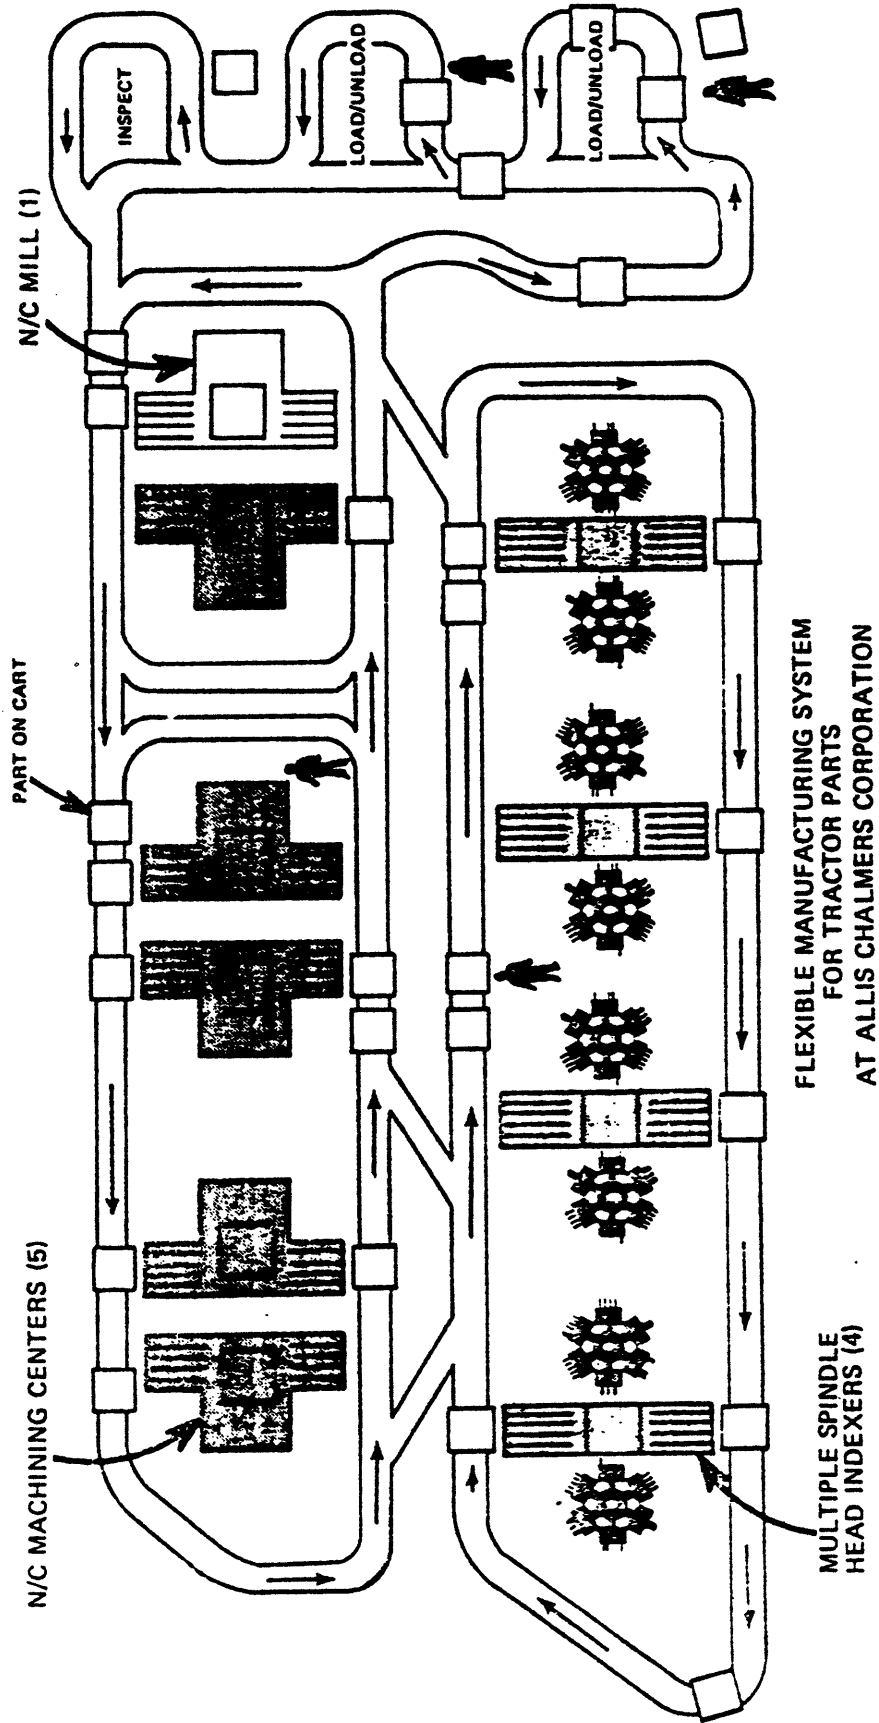 INSPECT
LOAD/UNLOAD
LOAD/UNLOAD
N/C MILL (1)
PART ON CART
N/C MACHINING CENTERS (5)
MULTIPLE SPINDLE
HEAD INDEXERS (4)
FLEXIBLE MANUFACTURING SYSTEM
FOR TRACTOR PARTS
AT ALLIS CHALMERS CORPORATION